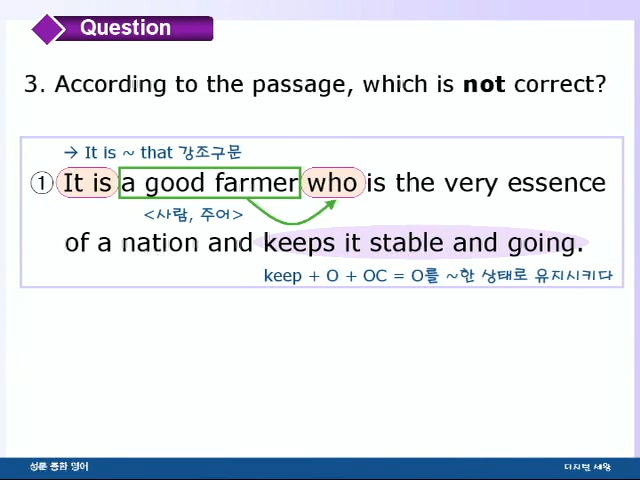 Question
3. According to the passage, which is not correct?
→ It is ~ that 강조구문
① It is a good farmer who is the very essence
<사람, 주어>
of a nation and keeps it stable and going.
keep + O + OC = O를 ~한 상태로 유지시키다
성문 종합 영어
디지털 세상